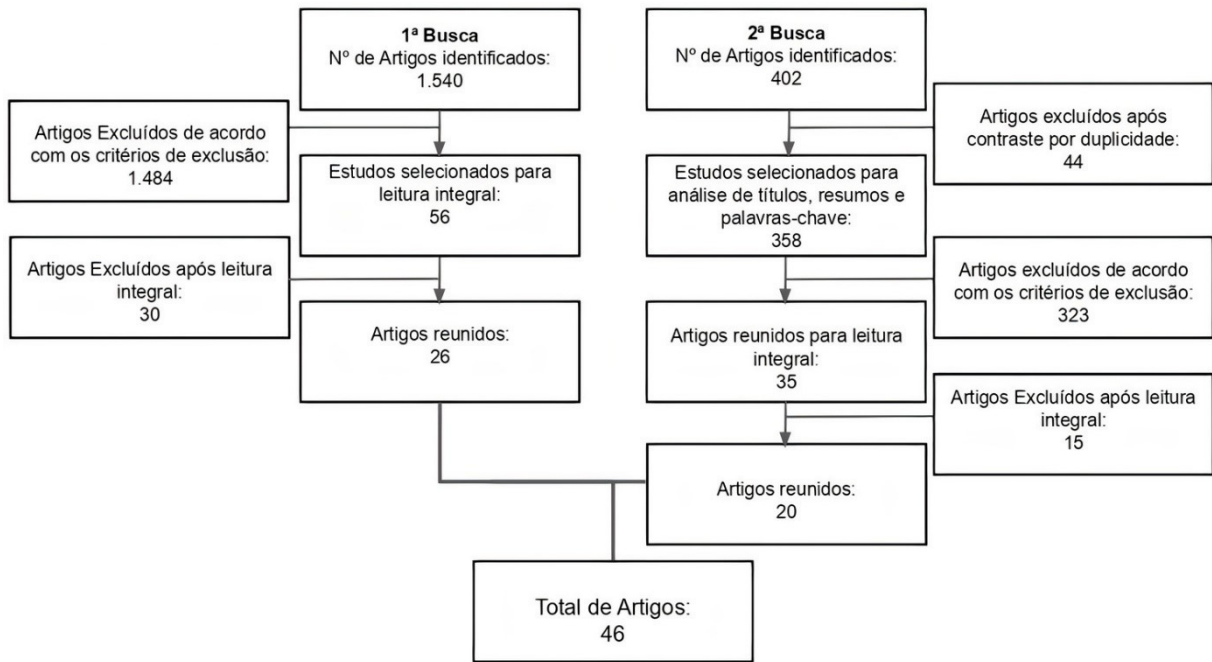 1ª Busca
Nº de Artigos identificados:
1.540
Artigos Excluídos de acordo
com os critérios de exclusão:
1.484
Estudos selecionados para
leitura integral:
56
Artigos Excluídos após leitura
integral:
30
Artigos reunidos:
26
2ª Busca
Nº de Artigos identificados:
402
Artigos excluídos após
contraste por duplicidade:
44
Estudos selecionados para
análise de títulos, resumos e
palavras-chave:
358
Artigos excluídos de acordo
com os critérios de exclusão:
323
Artigos reunidos para leitura
integral:
35
Artigos Excluídos após leitura
integral:
15
Artigos reunidos:
20
Total de Artigos:
46